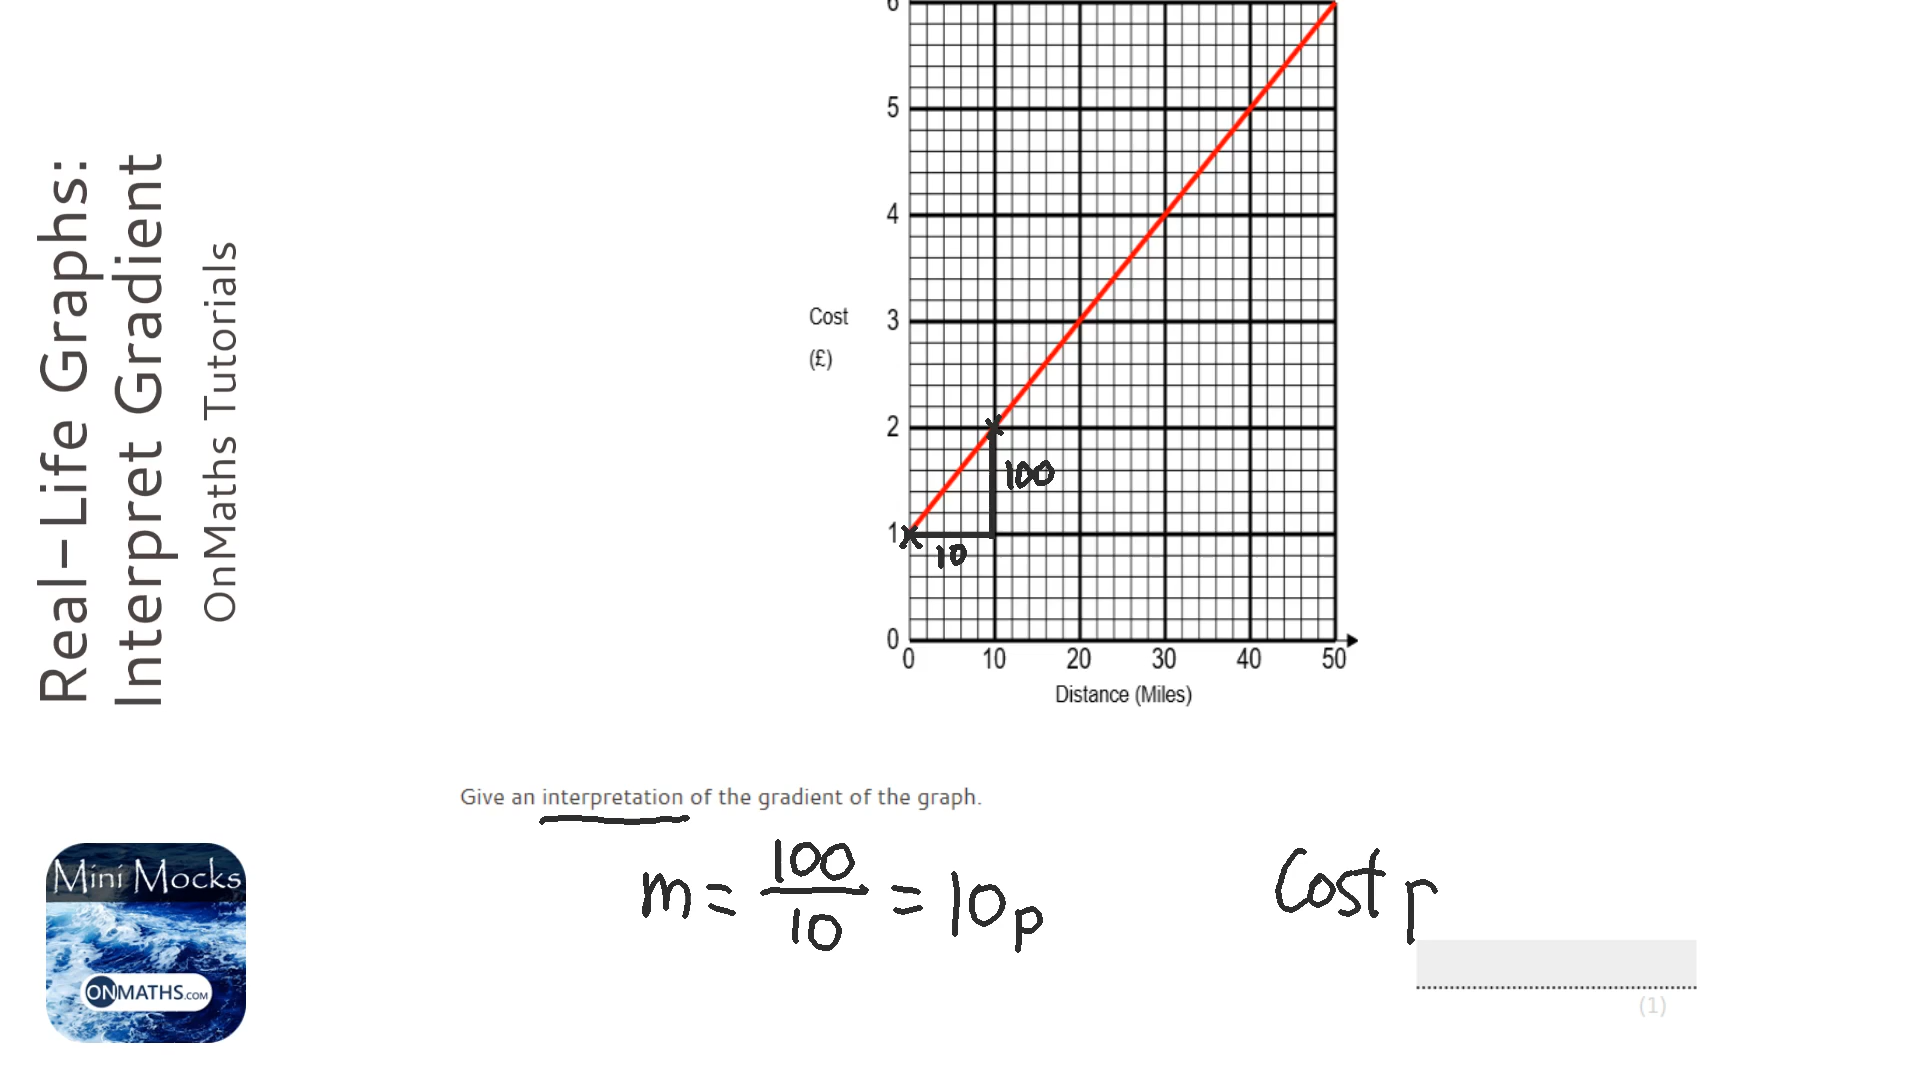 Real-Life Graphs:
Interpret Gradient
OnMaths Tutorials
6
5
4
Cost
3
(£)
2
100
1
10
0
0 10 20 30 40 50
Distance (Miles)
Give an interpretation of the gradient of the graph.
m = 100/10 = 10p
Cost p
(1)
Mini Mocks
ONMATHS.COM